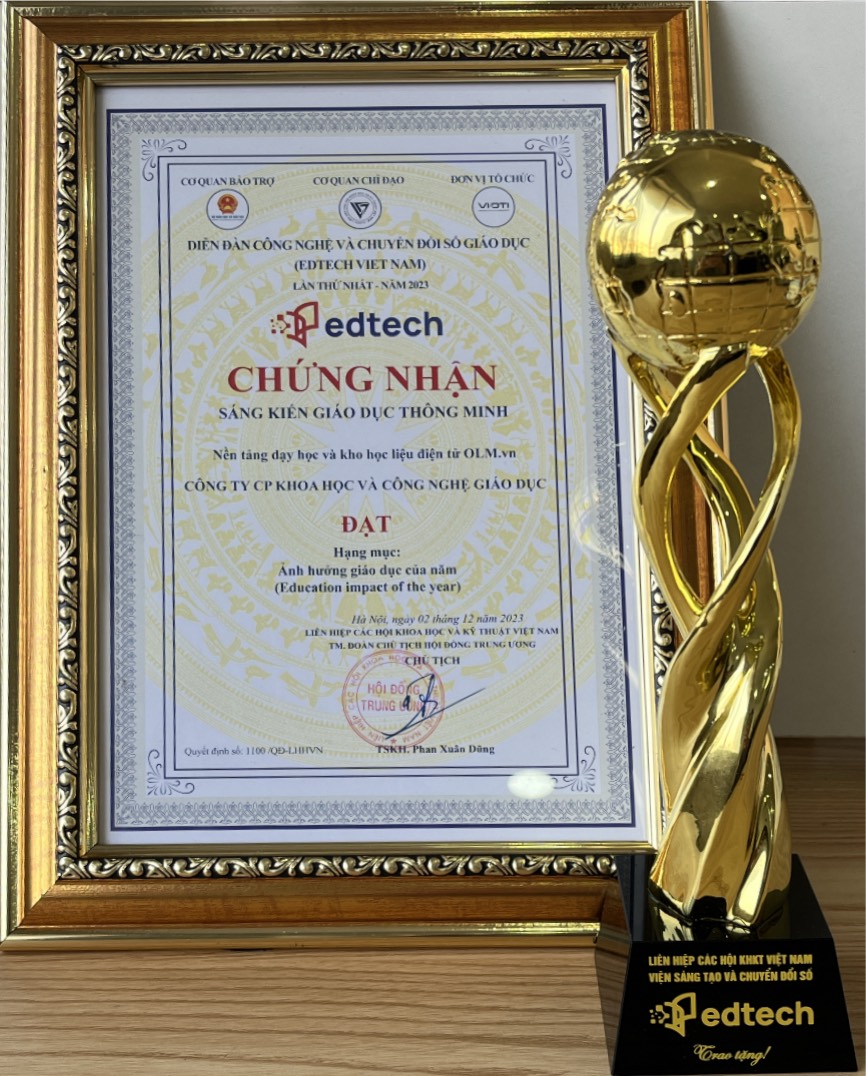 CƠ QUAN BẢO TRỢ CƠ QUAN CHỈ ĐẠO ĐƠN VỊ TỔ CHỨC
VIOTI
DIỄN ĐÀN CÔNG NGHỆ VÀ CHUYỂN ĐỔI SỐ GIÁO DỤC
(EDTECH VIET NAM)
LẦN THỨ NHẤT - NĂM 2023
edtech
CHỨNG NHẬN
SÁNG KIẾN GIÁO DỤC THÔNG MINH
Nền tảng dạy học và kho học liệu điện tử OLM.vn
CÔNG TY CP KHOA HỌC VÀ CÔNG NGHỆ GIÁO DỤC
ĐẠT
Hạng mục:
Ảnh hưởng giáo dục của năm
(Education impact of the year)
Hà Nội, ngày 02 tháng 12 năm 2023
LIÊN HIỆP CÁC HỘI KHOA HỌC VÀ KỸ THUẬT VIỆT NAM
TM. ĐOÀN CHỦ TỊCH HỘI ĐỒNG TRUNG ƯƠNG
CHỦ TỊCH
HỘI ĐỒNG
TRUNG ƯƠNG
Quyết định số: 1100 /QĐ-LHHVN
TSKH. Phan Xuân Dũng
LIÊN HIỆP CÁC HỘI KHKT VIỆT NAM
VIỆN SÁNG TẠO VÀ CHUYỂN ĐỔI SỐ
edtech
Trao tặng!